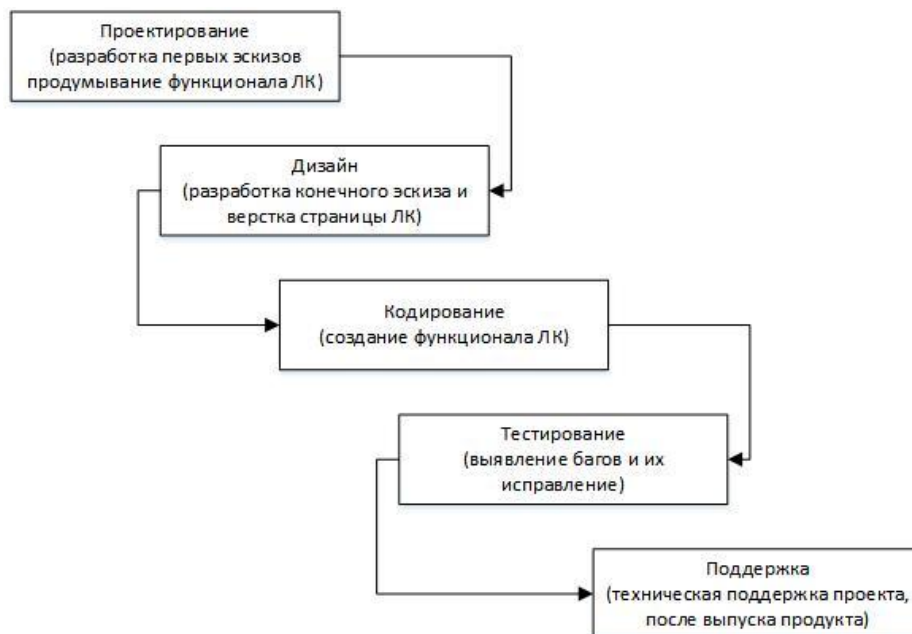 Проектирование
(разработка первых эскизов
продумывание функционала ЛК)
Дизайн
(разработка конечного эскиза и
верстка страницы ЛК)
Кодирование
(создание функционала ЛК)
Тестирование
(выявление багов и их
исправление)
Поддержка
(техническая поддержка проекта,
после выпуска продукта)